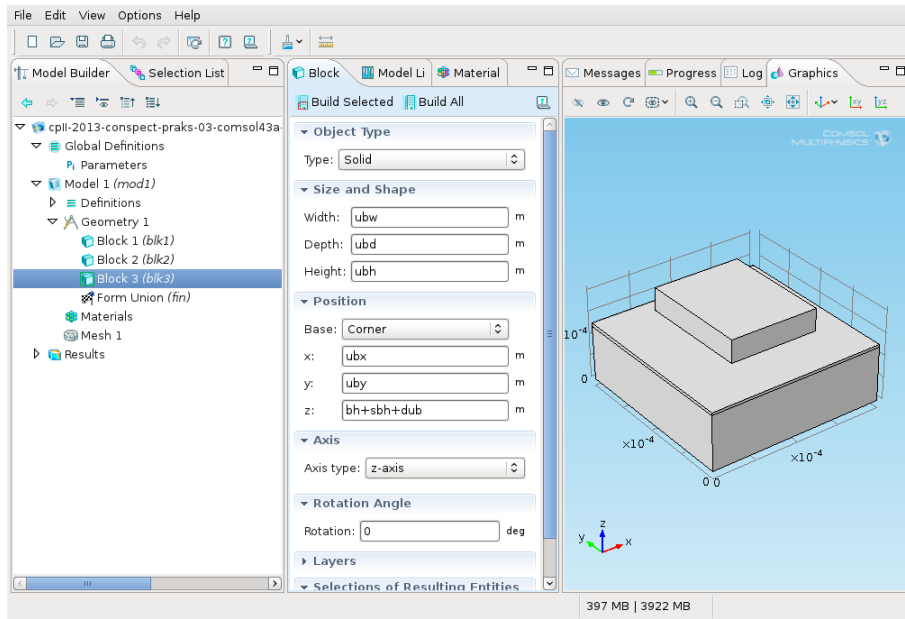 File Edit View Options Help
Model Builder Selection List
cpII-2013-conspect-praks-03-comsol43a-
Global Definitions
Pi Parameters
Model 1 (mod1)
Definitions
Geometry 1
Block 1 (blk1)
Block 2 (blk2)
Block 3 (blk3)
Form Union (fin)
Materials
Mesh 1
Results
Block Model Li Material
Build Selected Build All
Object Type
Type: Solid
Size and Shape
Width: ubw m
Depth: ubd m
Height: ubh m
Position
Base: Corner
x: ubx m
y: uby m
z: bh+sbh+dub m
Axis
Axis type: z-axis
Rotation Angle
Rotation: 0 deg
Layers
Selections of Resulting Entities
Messages Progress Log Graphics
xy yz
COMSOL
MULTIPHYSICS
10⁻⁴
0
×10⁻⁴
×10⁻⁴
0 0
z
y x
397 MB | 3922 MB